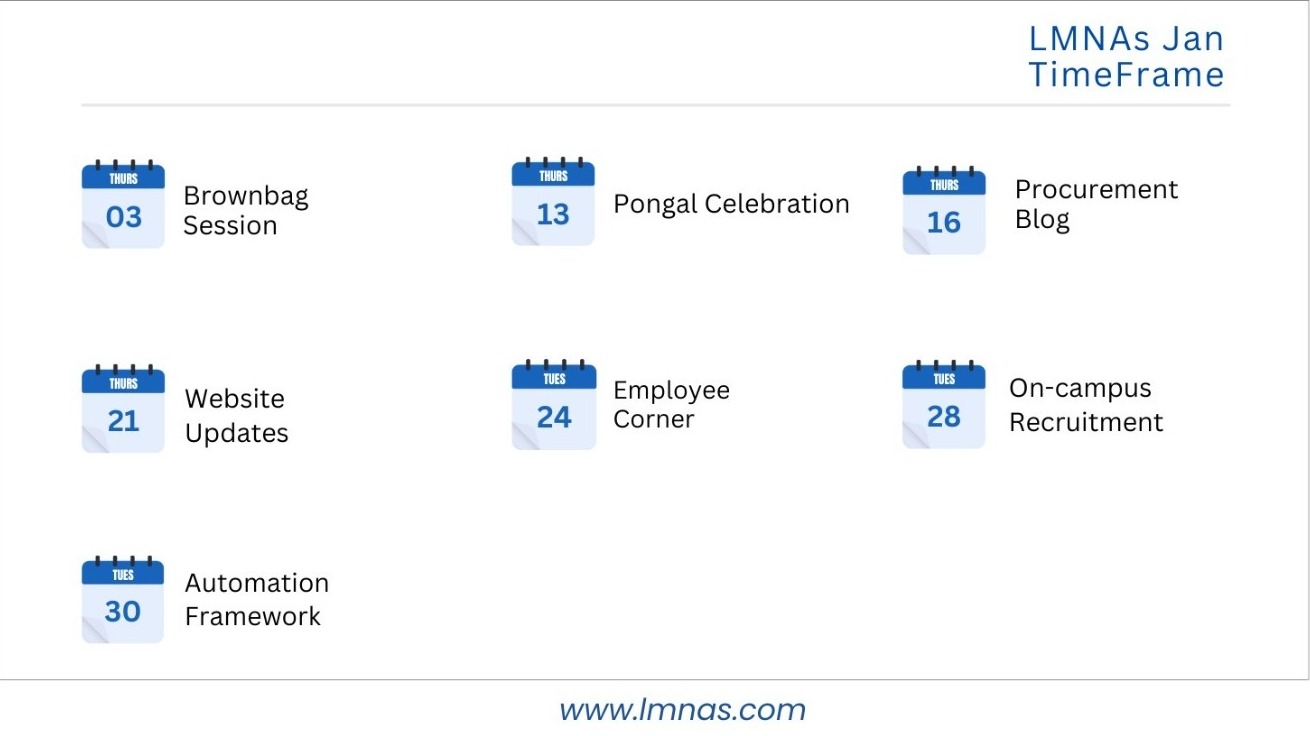 LMNAs Jan
TimeFrame
THURS
03
Brownbag
Session
THURS
13
Pongal Celebration
THURS
16
Procurement
Blog
THURS
21
Website
Updates
TUES
24
Employee
Corner
TUES
28
On-campus
Recruitment
TUES
30
Automation
Framework
www.lmnas.com